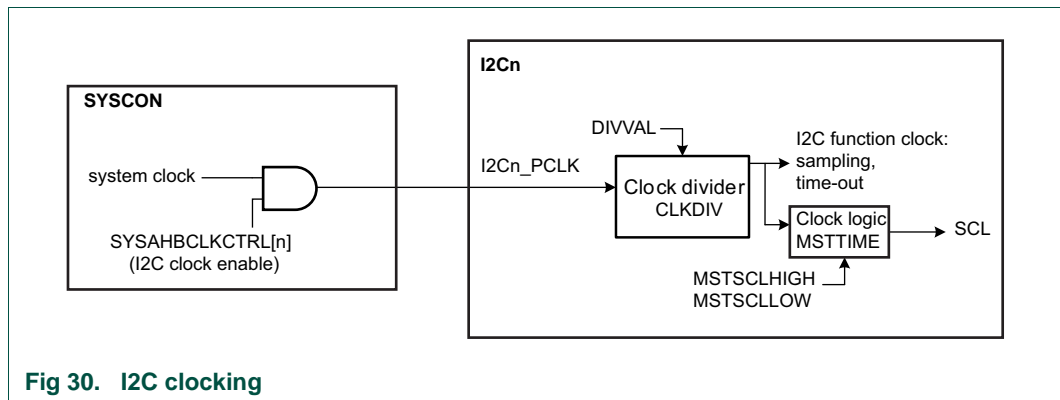 I2Cn
SYSCON
DIVVAL
I2C function clock:
sampling,
time-out
system clock
I2Cn_PCLK
Clock divider
CLKDIV
Clock logic
MSTTIME
SCL
SYSAHBCLKCTRL[n]
(I2C clock enable)
MSTSCLHIGH
MSTSCLLOW
Fig 30. I2C clocking